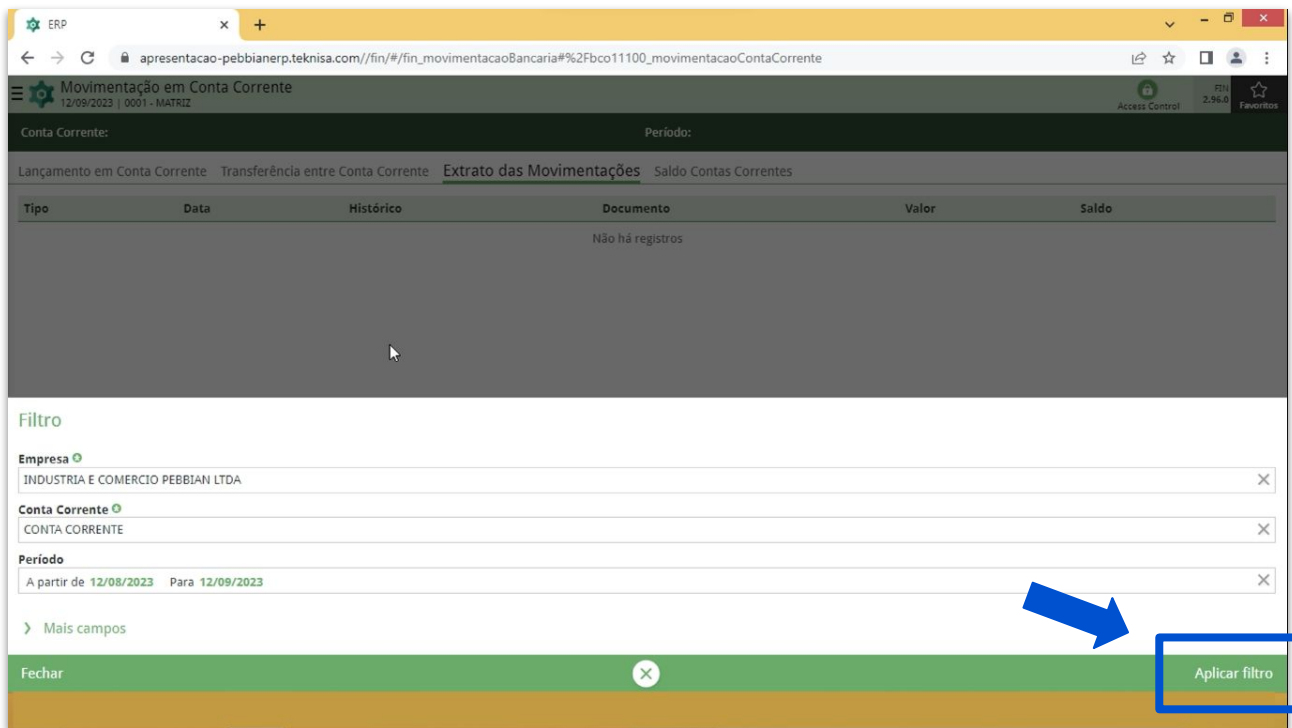 ERP
apresentacao-pebbianerp.teknisa.com//fin/#/fin_movimentacaoBancaria#%2Fbco11100_movimentacaoContaCorrente
Movimentação em Conta Corrente
12/09/2023 | 0001 - MATRIZ
Access Control
FIN
2.96.0
Favoritos
Conta Corrente: Período:
Lançamento em Conta Corrente Transferência entre Conta Corrente Extrato das Movimentações Saldo Contas Correntes
Tipo Data Histórico Documento Valor Saldo
Não há registros
Filtro
Empresa
INDUSTRIA E COMERCIO PEBBIAN LTDA
Conta Corrente
CONTA CORRENTE
Período
A partir de 12/08/2023 Para 12/09/2023
Mais campos
Fechar Aplicar filtro